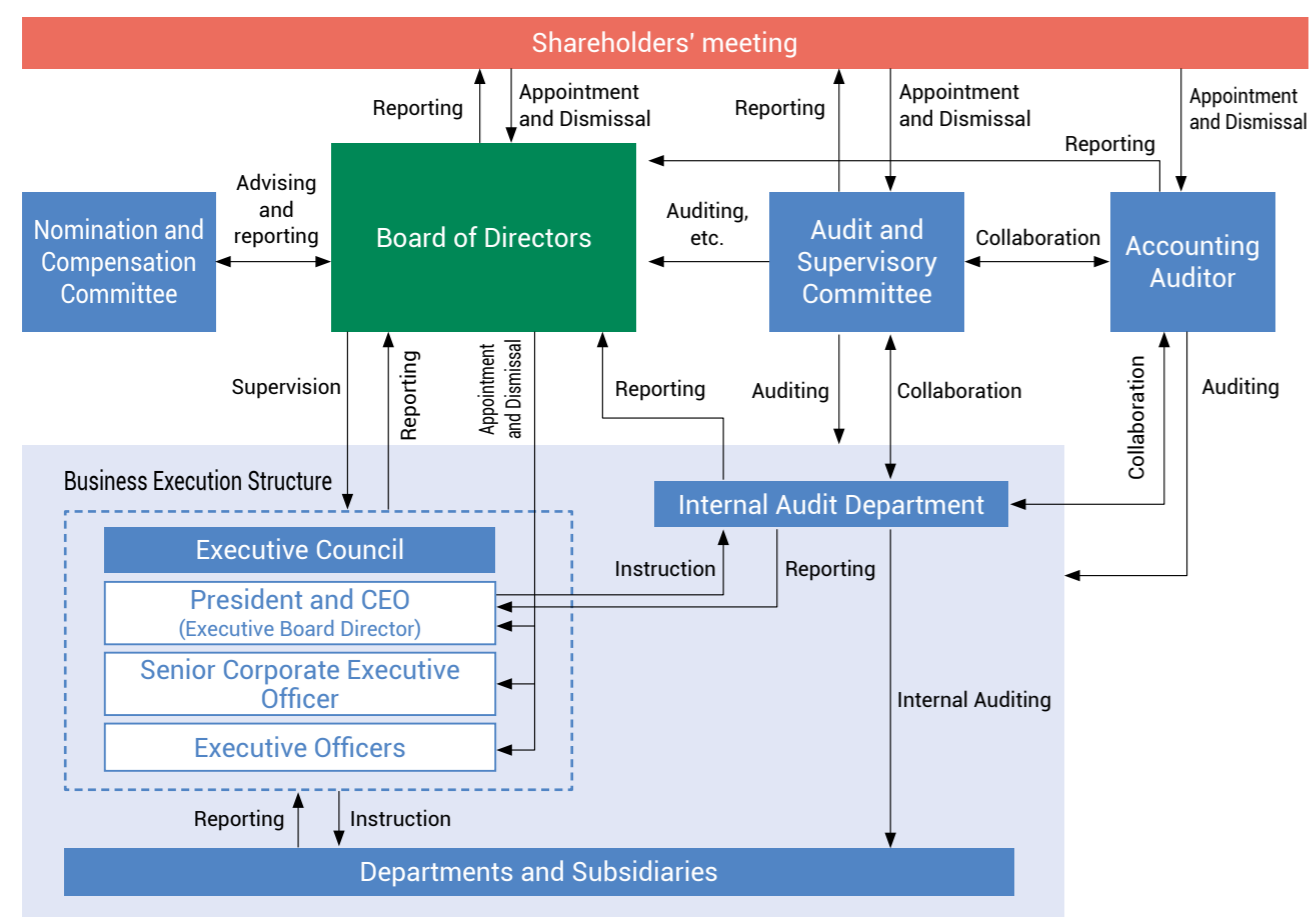 Shareholders' meeting
Reporting
Appointment
and Dismissal
Reporting
Appointment
and Dismissal
Appointment
and Dismissal
Reporting
Advising
and
reporting
Nomination and
Compensation
Committee
Board of Directors
Auditing,
etc.
Audit and
Supervisory
Committee
Collaboration
Accounting
Auditor
Supervision
Reporting
Appointment
and Dismissal
Reporting
Auditing
Collaboration
Collaboration
Auditing
Business Execution Structure
Internal Audit Department
Executive Council
Instruction
Reporting
President and CEO
(Executive Board Director)
Senior Corporate Executive
Officer
Internal Auditing
Executive Officers
Reporting
Instruction
Departments and Subsidiaries